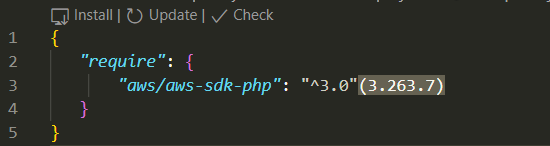 Install | Update | Check
1 {
2 "require": {
3 "aws/aws-sdk-php": "^3.0"(3.263.7)
4 }
5 }